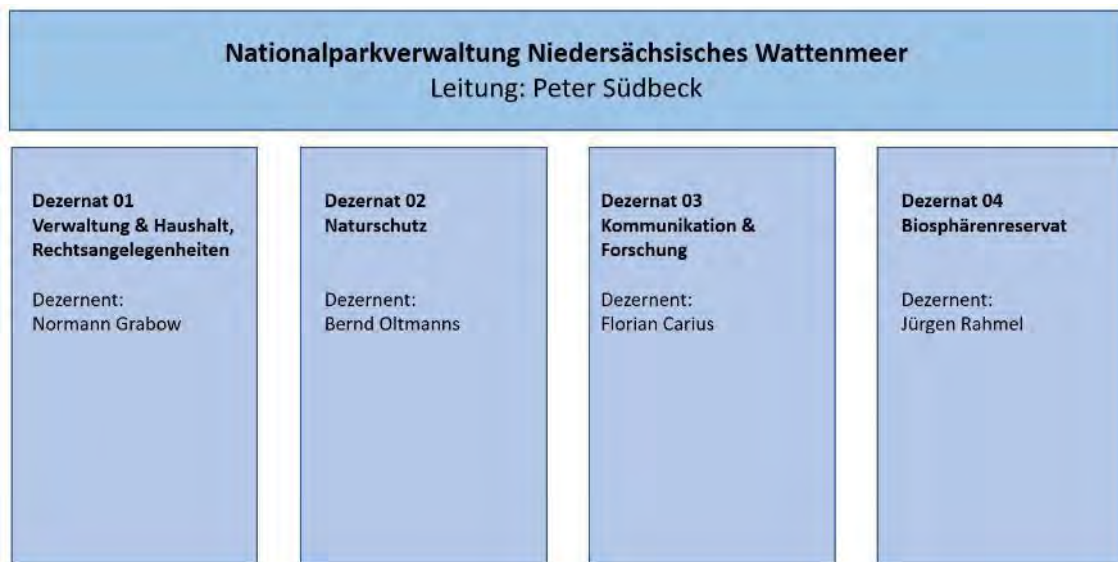 Nationalparkverwaltung Niedersächsisches Wattenmeer
Leitung: Peter Südbeck
Dezernat 01
Verwaltung & Haushalt,
Rechtsangelegenheiten
Dezernent:
Normann Grabow
Dezernat 02
Naturschutz
Dezernent:
Bernd Oltmanns
Dezernat 03
Kommunikation &
Forschung
Dezernent:
Florian Carius
Dezernat 04
Biosphärenreservat
Dezernent:
Jürgen Rahmel